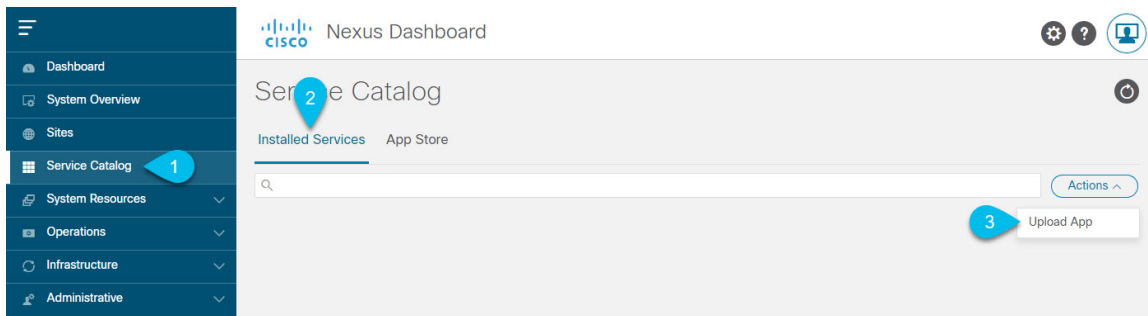 CISCO Nexus Dashboard
Dashboard
System Overview
Sites
Service Catalog 1
System Resources
Operations
Infrastructure
Administrative
Service Catalog
2
Installed Services App Store
Actions
3 Upload App